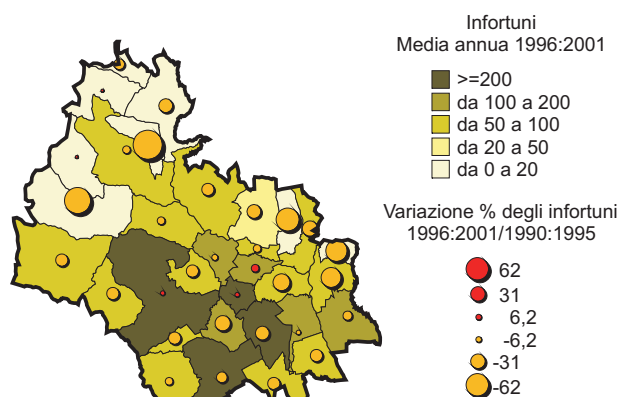 Infortuni
Media annua 1996:2001
>=200
da 100 a 200
da 50 a 100
da 20 a 50
da 0 a 20
Variazione % degli infortuni
1996:2001/1990:1995
62
31
6,2
-6,2
-31
-62